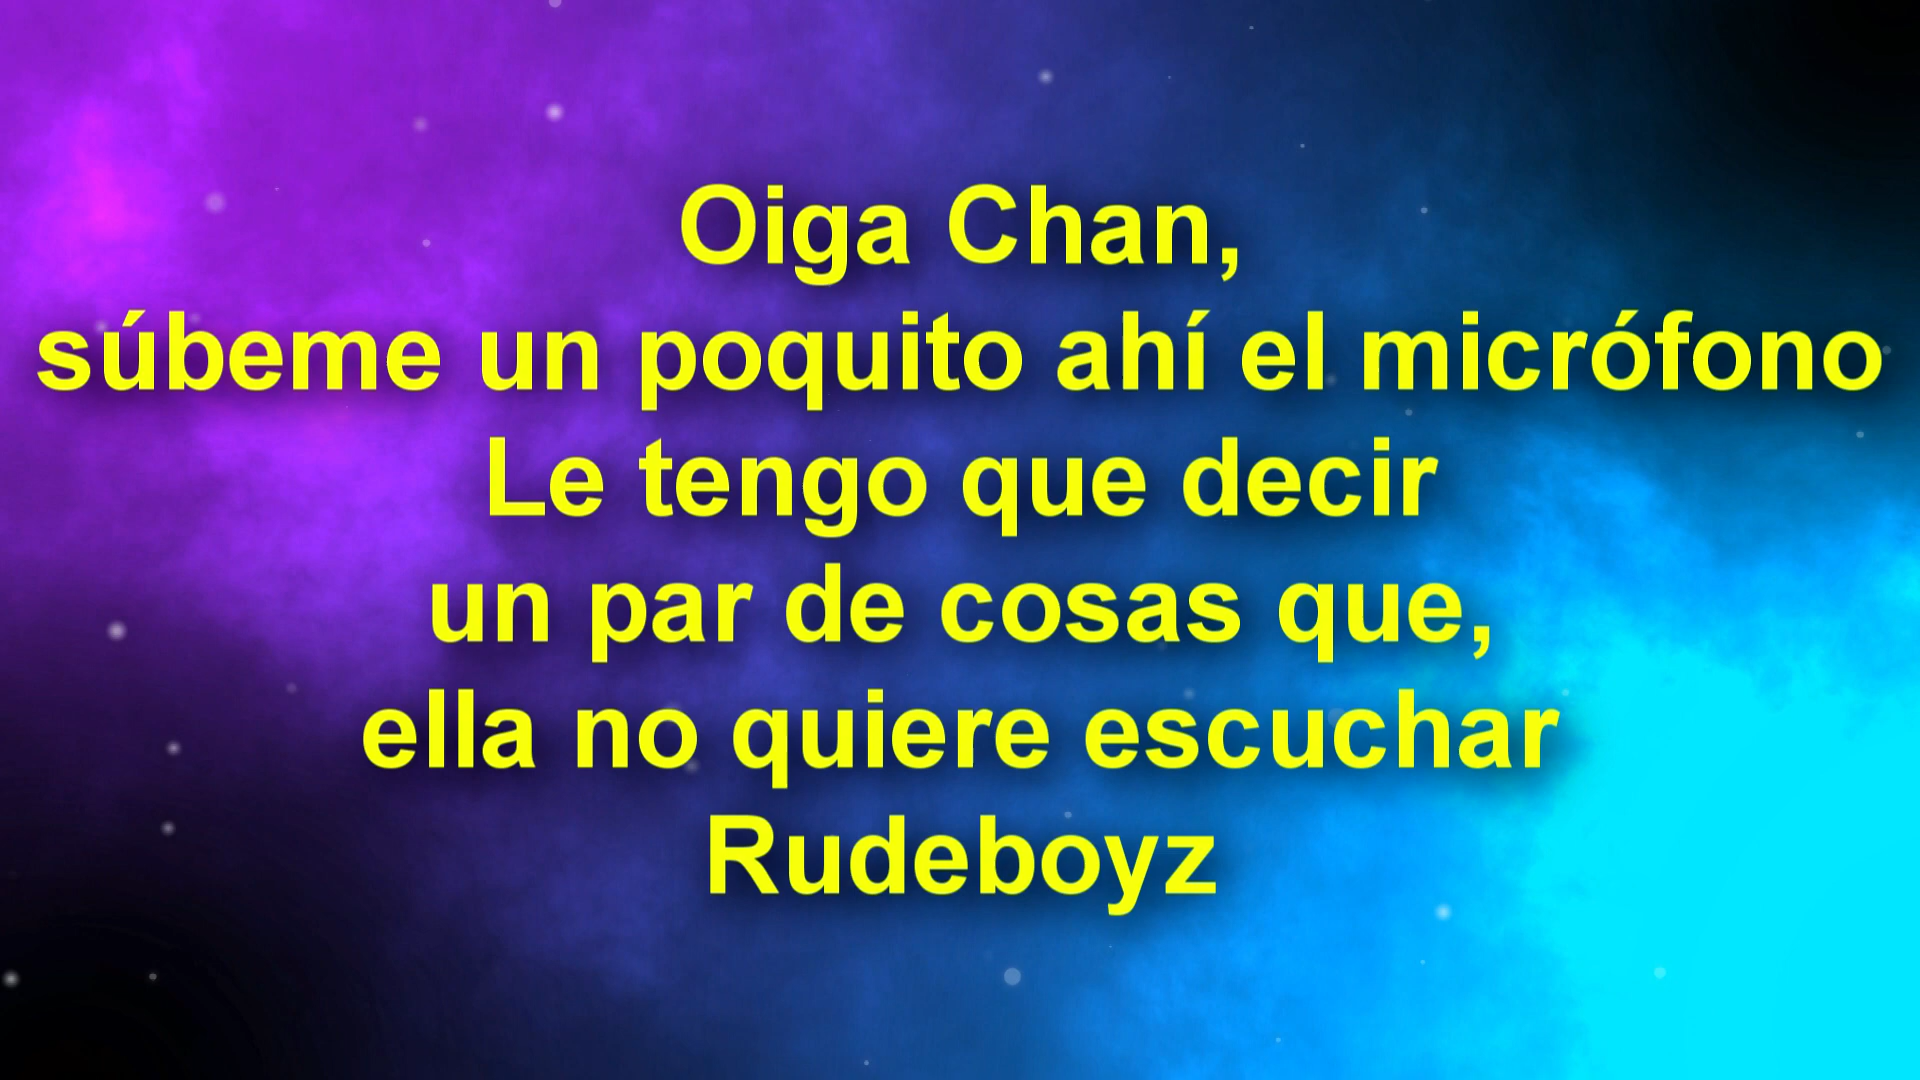 Oiga Chan,
súbeme un poquito ahí el micrófono
Le tengo que decir
un par de cosas que,
ella no quiere escuchar
Rudeboyz